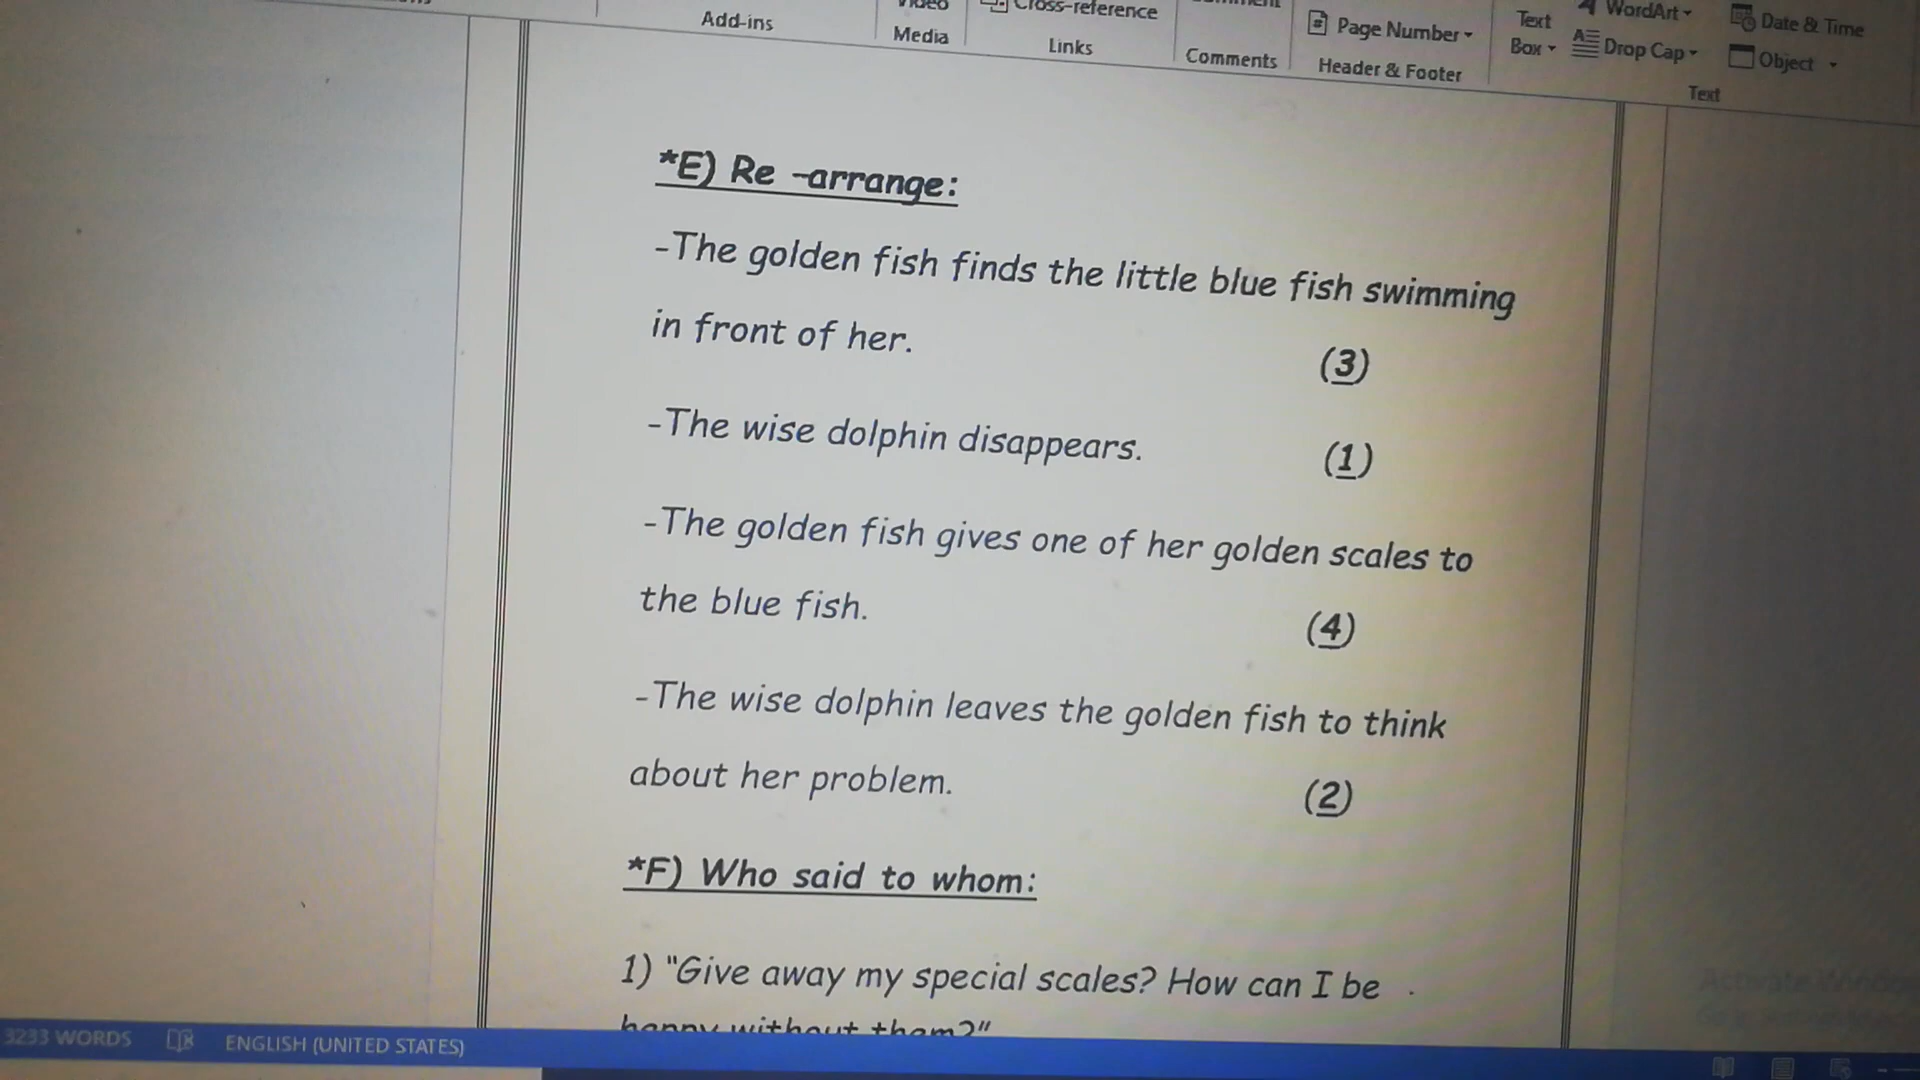 Add-ins
Media
Cross-reference
Links
Comments
Page Number
Header & Footer
Text
Box
WordArt
Drop Cap
Date & Time
Object
Text
*E) Re -arrange:
-The golden fish finds the little blue fish swimming
in front of her. (3)
-The wise dolphin disappears. (1)
-The golden fish gives one of her golden scales to
the blue fish. (4)
-The wise dolphin leaves the golden fish to think
about her problem. (2)
*F) Who said to whom:
1) "Give away my special scales? How can I be
happy without them?"
3233 WORDS
ENGLISH (UNITED STATES)